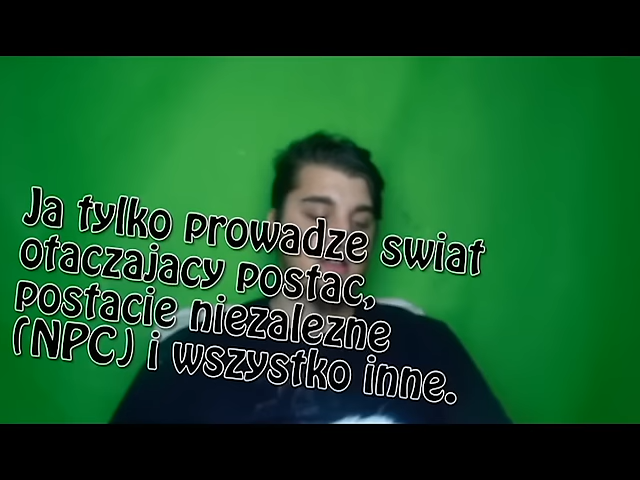 Ja tylko prowadze swiat
otaczajacy postac,
postacie niezalezne
(NPC) i wszystko inne.